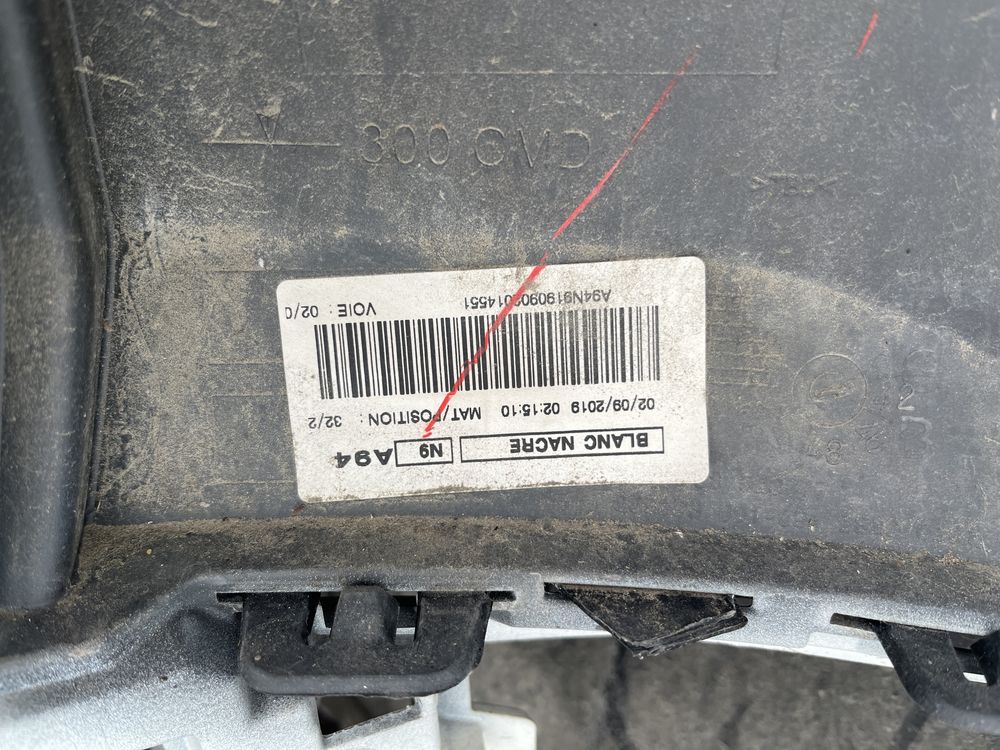 300 GMD
BLANC NACRE N9 A94
02/09/2019 02:15:10 MAT/POSITION : 32/2
A94N9190902014551 VOIE : 02/0